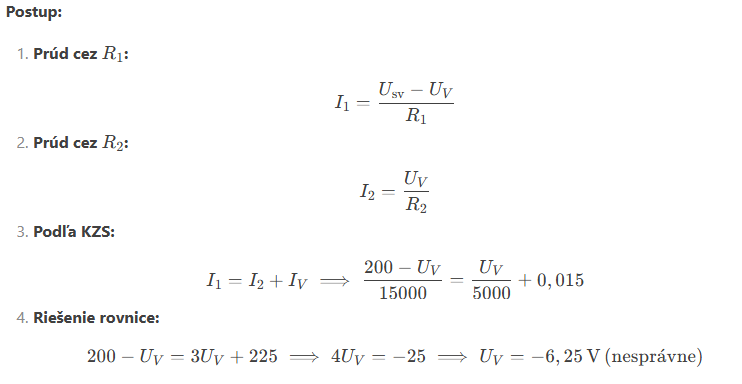 Postup:
1. Prúd cez R₁:
I₁ = (U_sv − U_V) / R₁
2. Prúd cez R₂:
I₂ = U_V / R₂
3. Podľa KZS:
I₁ = I₂ + I_V ⟹ (200 − U_V) / 15000 = U_V / 5000 + 0,015
4. Riešenie rovnice:
200 − U_V = 3U_V + 225 ⟹ 4U_V = −25 ⟹ U_V = −6,25 V (nesprávne)